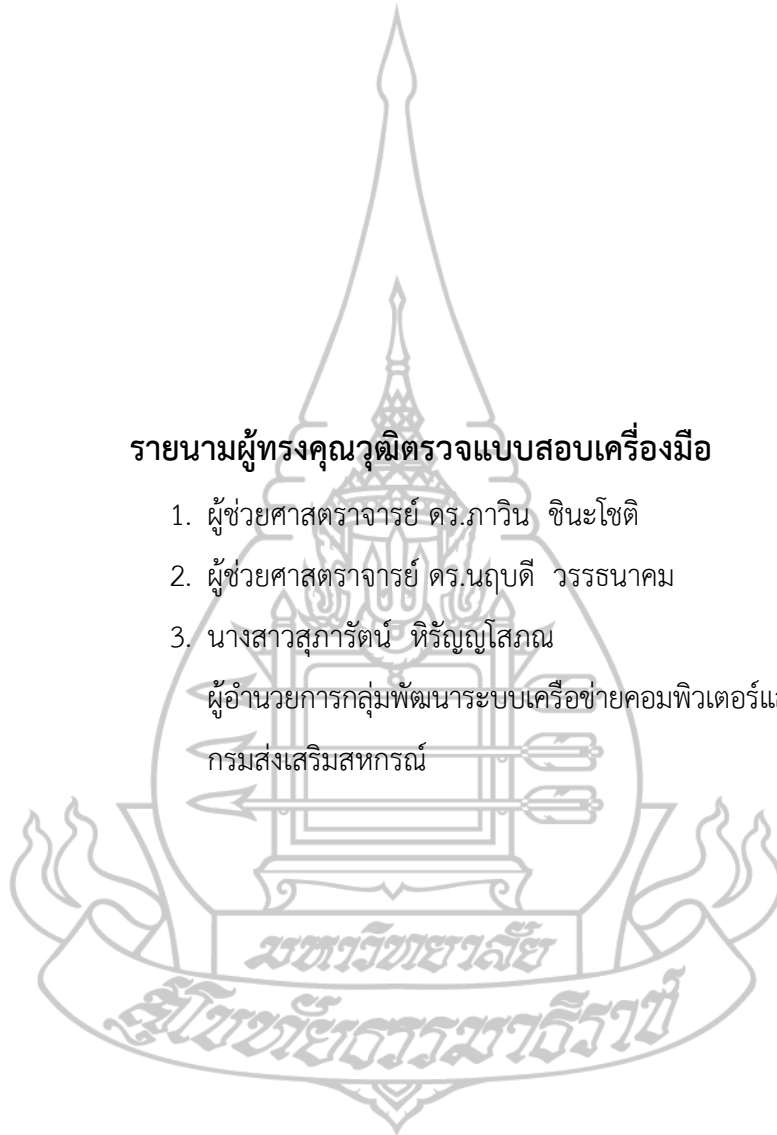 รายนามผู้ทรงคุณวุฒิตรวจแบบสอบเครื่องมือ
1. ผู้ช่วยศาสตราจารย์ ดร.ภาวิน ชินะโชติ
2. ผู้ช่วยศาสตราจารย์ ดร.นฤบดี วรรธนาคม
3. นางสาวสุภารัตน์ หิรัญญโสภณ
ผู้อำนวยการกลุ่มพัฒนาระบบเครือข่ายคอมพิวเตอร์แ
กรมส่งเสริมสหกรณ์
มหาวิทยาลัย
สุโขทัยธรรมาธิราช